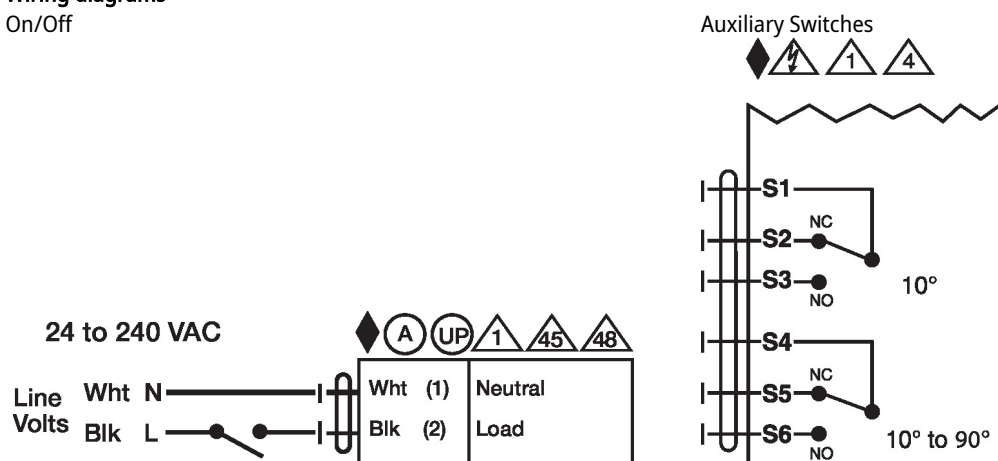 Wiring diagrams
On/Off
24 to 240 VAC
A UP 1 45 48
Line Volts
Wht N
Blk L
Wht (1) Neutral
Blk (2) Load
Auxiliary Switches
1 4
S1
NC
S2
S3
NO
10°
S4
NC
S5
S6
NO
10° to 90°